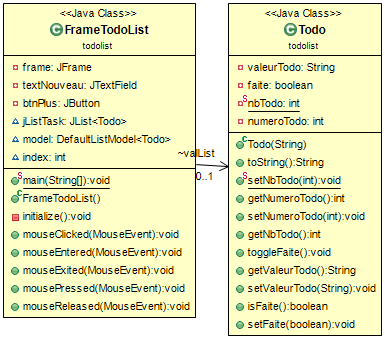 <<Java Class>>
FrameTodoList
todolist
frame: JFrame
textNouveau: JTextField
btnPlus: JButton
jListTask: JList<Todo>
model: DefaultListModel<Todo>
index: int
main(String[]):void
FrameTodoList()
initialize():void
mouseClicked(MouseEvent):void
mouseEntered(MouseEvent):void
mouseExited(MouseEvent):void
mousePressed(MouseEvent):void
mouseReleased(MouseEvent):void
~valList
0..1
<<Java Class>>
Todo
todolist
valeurTodo: String
faite: boolean
nbTodo: int
numeroTodo: int
Todo(String)
toString():String
setNbTodo(int):void
getNumeroTodo():int
setNumeroTodo(int):void
getNbTodo():int
toggleFaite():void
getValeurTodo():String
setValeurTodo(String):void
isFaite():boolean
setFaite(boolean):void